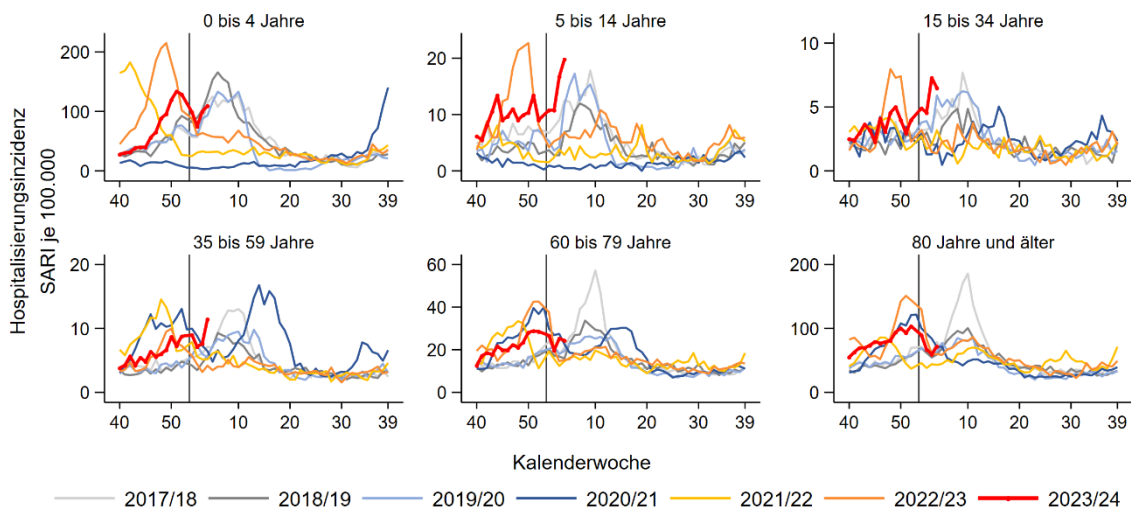 0 bis 4 Jahre
5 bis 14 Jahre
15 bis 34 Jahre
200
100
0
40 50 10 20 30 39
20
10
0
40 50 10 20 30 39
10
5
0
40 50 10 20 30 39
Hospitalisierungsinzidenz
SARI je 100.000
35 bis 59 Jahre
60 bis 79 Jahre
80 Jahre und älter
20
10
0
40 50 10 20 30 39
60
40
20
0
40 50 10 20 30 39
200
100
0
40 50 10 20 30 39
Kalenderwoche
2017/18 2018/19 2019/20 2020/21 2021/22 2022/23 2023/24